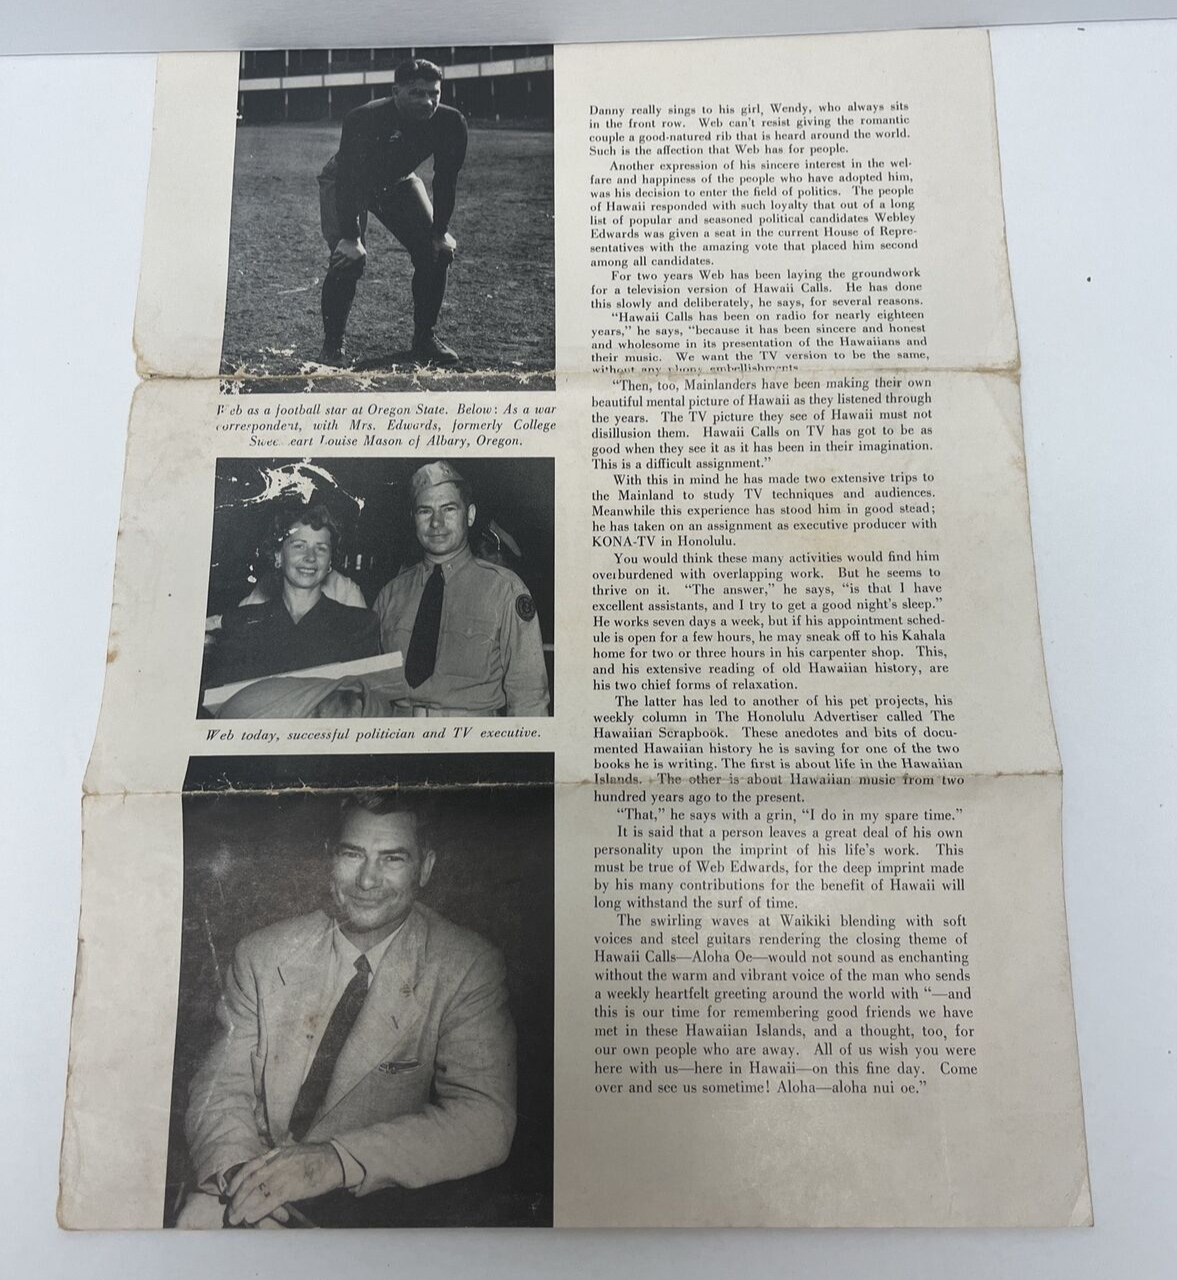 Web as a football star at Oregon State. Below: As a war
correspondent, with Mrs. Edwards, formerly College
Louise Mason of Albany, Oregon.
Web today, successful politician and TV executive.
Danny really sings to his girl, Wendy, who always sits
in the front row. Web can't resist giving the romantic
couple a good-natured rib that is heard around the world.
Such is the affection that Web has for people.
Another expression of his sincere interest in the wel-
fare and happiness of the people who have adopted him,
was his decision to enter the field of politics. The people
of Hawaii responded with such loyalty that out of a long
list of popular and seasoned political candidates Webley
Edwards was given a seat in the current House of Repre-
sentatives with the amazing vote that placed him second
among all candidates.
For two years Web has been laying the groundwork
for a television version of Hawaii Calls. He has done
this slowly and deliberately, he says, for several reasons.
"Hawaii Calls has been on radio for nearly eighteen
years," he says, "because it has been sincere and honest
and wholesome in its presentation of the Hawaiians and
their music. We want the TV version to be the same,
without any phony embellishments
"Then, too, Mainlanders have been making their own
beautiful mental picture of Hawaii as they listened through
the years. The TV picture they see of Hawaii must not
disillusion them. Hawaii Calls on TV has got to be as
good when they see it as it has been in their imagination.
This is a difficult assignment."
With this in mind he has made two extensive trips to
the Mainland to study TV techniques and audiences.
Meanwhile this experience has stood him in good stead;
he has taken on an assignment as executive producer with
KONA-TV in Honolulu.
You would think these many activities would find him
overburdened with overlapping work. But he seems to
thrive on it. "The answer," he says, "is that I have
excellent assistants, and I try to get a good night's sleep."
He works seven days a week, but if his appointment sched-
ule is open for a few hours, he may sneak off to his Kahala
home for two or three hours in his carpenter shop. This,
and his extensive reading of old Hawaiian history, are
his two chief forms of relaxation.
The latter has led to another of his pet projects, his
weekly column in The Honolulu Advertiser called The
Hawaiian Scrapbook. These anedotes and bits of docu-
mented Hawaiian history he is saving for one of the two
books he is writing. The first is about life in the Hawaiian
Islands. The other is about Hawaiian music from two
hundred years ago to the present.
"That," he says with a grin, "I do in my spare time."
It is said that a person leaves a great deal of his own
personality upon the imprint of his life's work. This
must be true of Web Edwards, for the deep imprint made
by his many contributions for the benefit of Hawaii will
long withstand the surf of time.
The swirling waves at Waikiki blending with soft
voices and steel guitars rendering the closing theme of
Hawaii Calls—Aloha Oe—would not sound as enchanting
without the warm and vibrant voice of the man who sends
a weekly heartfelt greeting around the world with "—and
this is our time for remembering good friends we have
met in these Hawaiian Islands, and a thought, too, for
our own people who are away. All of us wish you were
here with us—here in Hawaii—on this fine day. Come
over and see us sometime! Aloha—aloha nui oe."